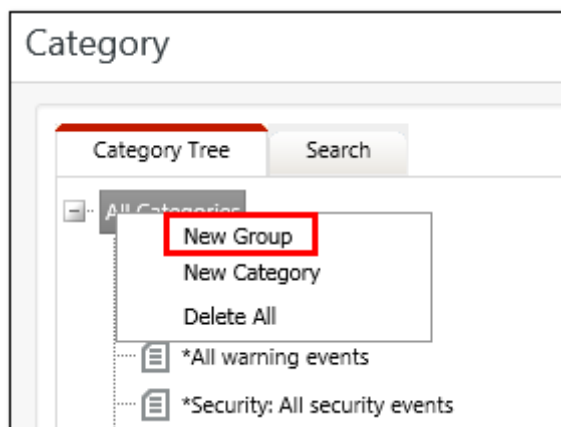 Category
Category Tree
Search
All Categories
New Group
New Category
Delete All
*All warning events
*Security: All security events